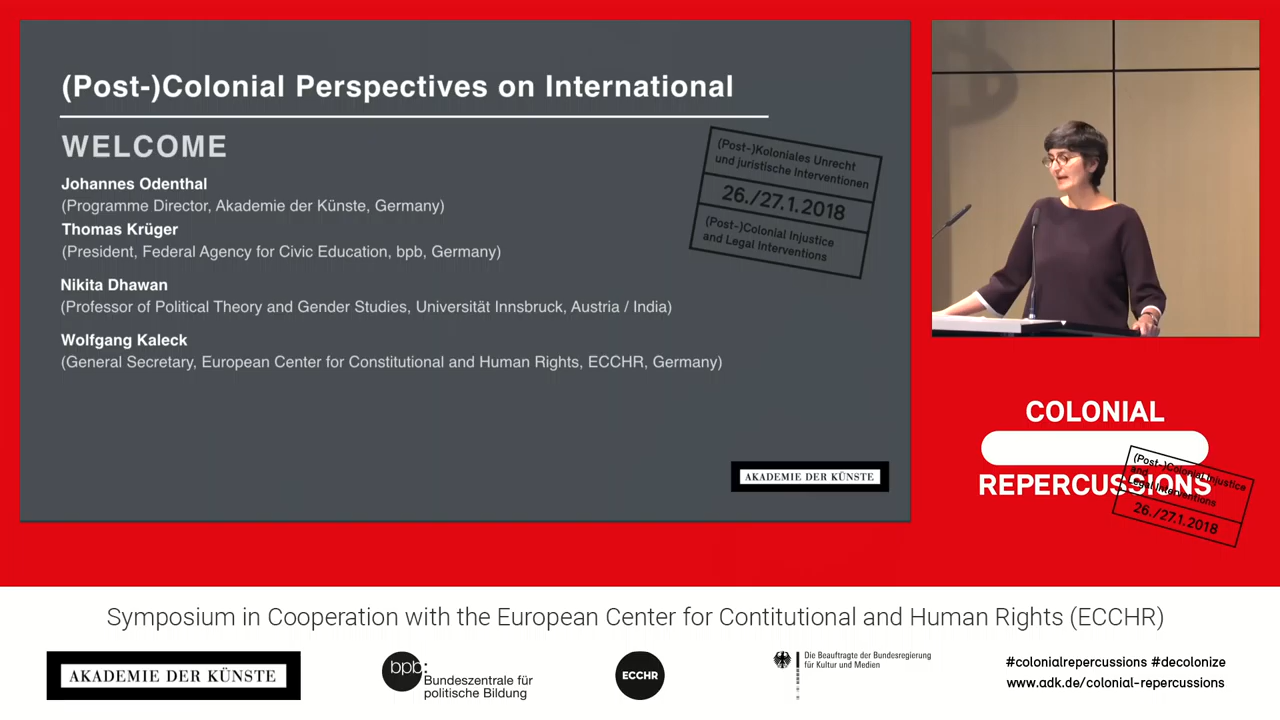 (Post-)Colonial Perspectives on International
WELCOME
Johannes Odenthal
(Programme Director, Akademie der Künste, Germany)
Thomas Krüger
(President, Federal Agency for Civic Education, bpb, Germany)
Nikita Dhawan
(Professor of Political Theory and Gender Studies, Universität Innsbruck, Austria / India)
Wolfgang Kaleck
(General Secretary, European Center for Constitutional and Human Rights, ECCHR, Germany)
(Post-)Koloniales Unrecht
und juristische Interventionen
26./27.1.2018
(Post-)Colonial Injustice
and Legal Interventions
AKADEMIE DER KÜNSTE
COLONIAL
REPERCUSSIONS
(Post-)Colonial Injustice
and
Legal Interventions
26./27.1.2018
Symposium in Cooperation with the European Center for Contitutional and Human Rights (ECCHR)
AKADEMIE DER KÜNSTE
bpb:
Bundeszentrale für
politische Bildung
ECCHR
Die Beauftragte der Bundesregierung
für Kultur und Medien
#colonialrepercussions #decolonize
www.adk.de/colonial-repercussions